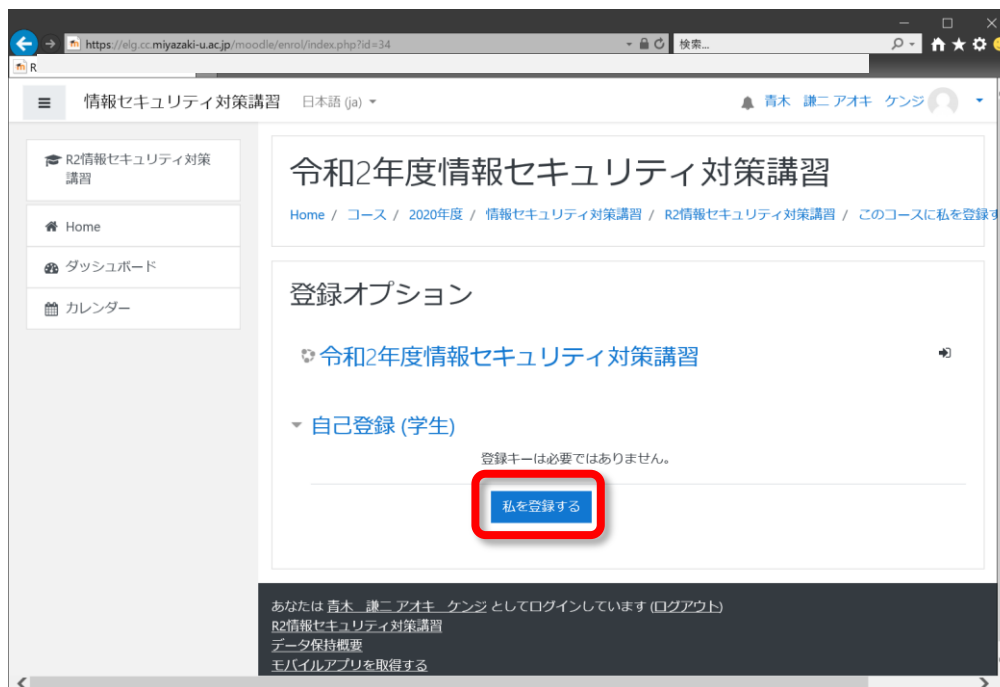 https://elg.cc.miyazaki-u.ac.jp/moodle/enrol/index.php?id=34
検索...
R
情報セキュリティ対策講習 日本語 (ja)
青木 謙二 アオキ ケンジ
R2情報セキュリティ対策
講習
Home
ダッシュボード
カレンダー
令和2年度情報セキュリティ対策講習
Home / コース / 2020年度 / 情報セキュリティ対策講習 / R2情報セキュリティ対策講習 / このコースに私を登録す
登録オプション
令和2年度情報セキュリティ対策講習
自己登録 (学生)
登録キーは必要ではありません。
私を登録する
あなたは 青木 謙二 アオキ ケンジ としてログインしています (ログアウト)
R2情報セキュリティ対策講習
データ保持概要
モバイルアプリを取得する